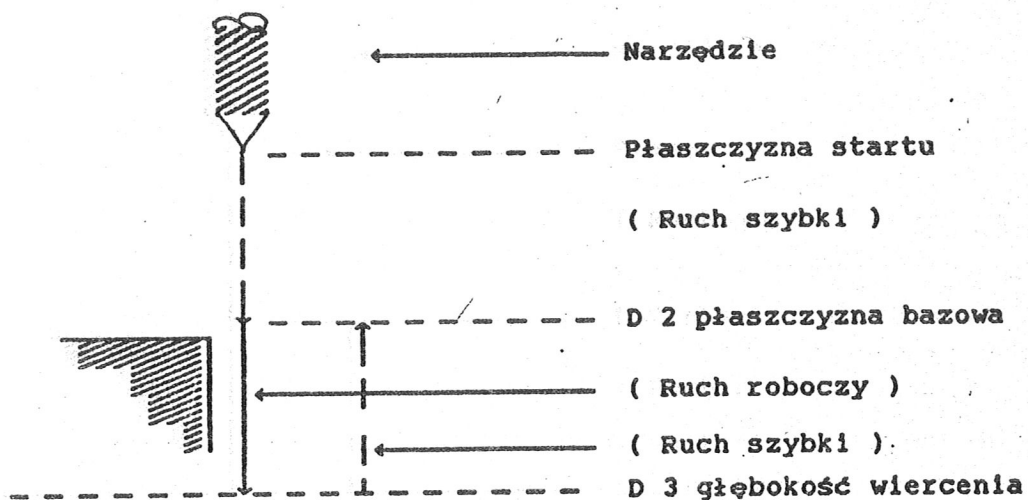 Narzędzie
Płaszczyzna startu
( Ruch szybki )
D 2 płaszczyzna bazowa
( Ruch roboczy )
( Ruch szybki )
D 3 głębokość wiercenia